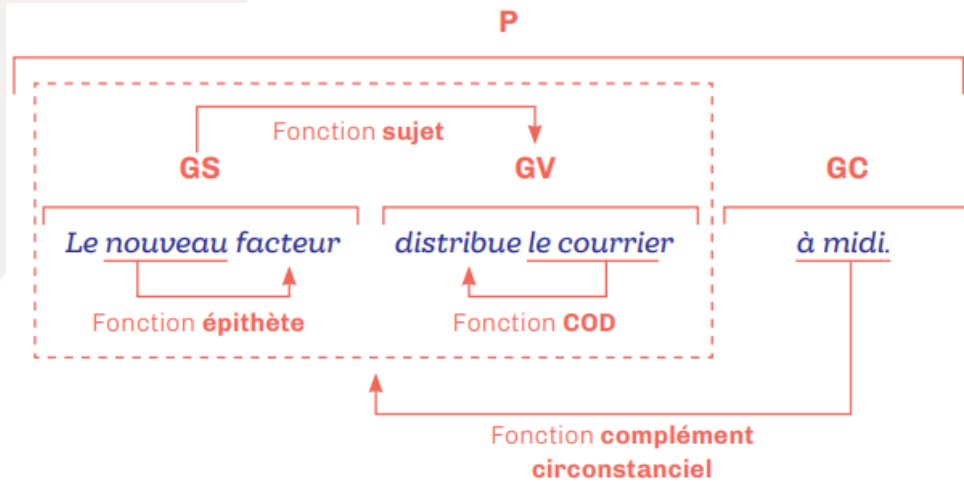 P
Fonction sujet
GS GV GC
Le nouveau facteur distribue le courrier à midi.
Fonction épithète Fonction COD
Fonction complément
circonstanciel